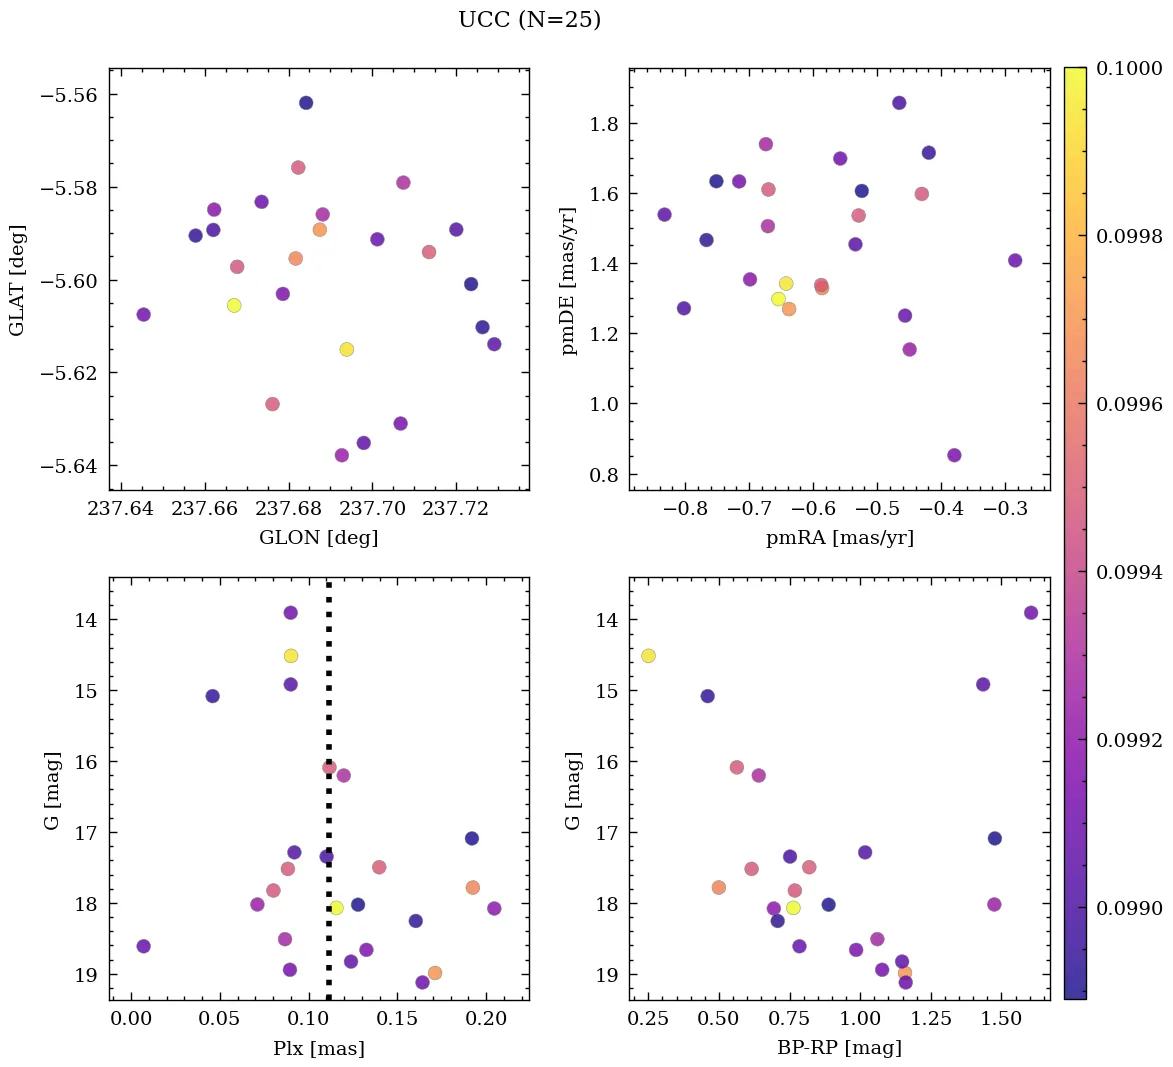 UCC (N=25)
−5.56
−5.58
−5.60
−5.62
−5.64
GLAT [deg]
237.64 237.66 237.68 237.70 237.72
GLON [deg]
1.8
1.6
1.4
1.2
1.0
0.8
pmDE [mas/yr]
−0.8 −0.7 −0.6 −0.5 −0.4 −0.3
pmRA [mas/yr]
14
15
16
17
18
19
G [mag]
0.00 0.05 0.10 0.15 0.20
Plx [mas]
14
15
16
17
18
19
G [mag]
0.25 0.50 0.75 1.00 1.25 1.50
BP-RP [mag]
0.1000
0.0998
0.0996
0.0994
0.0992
0.0990